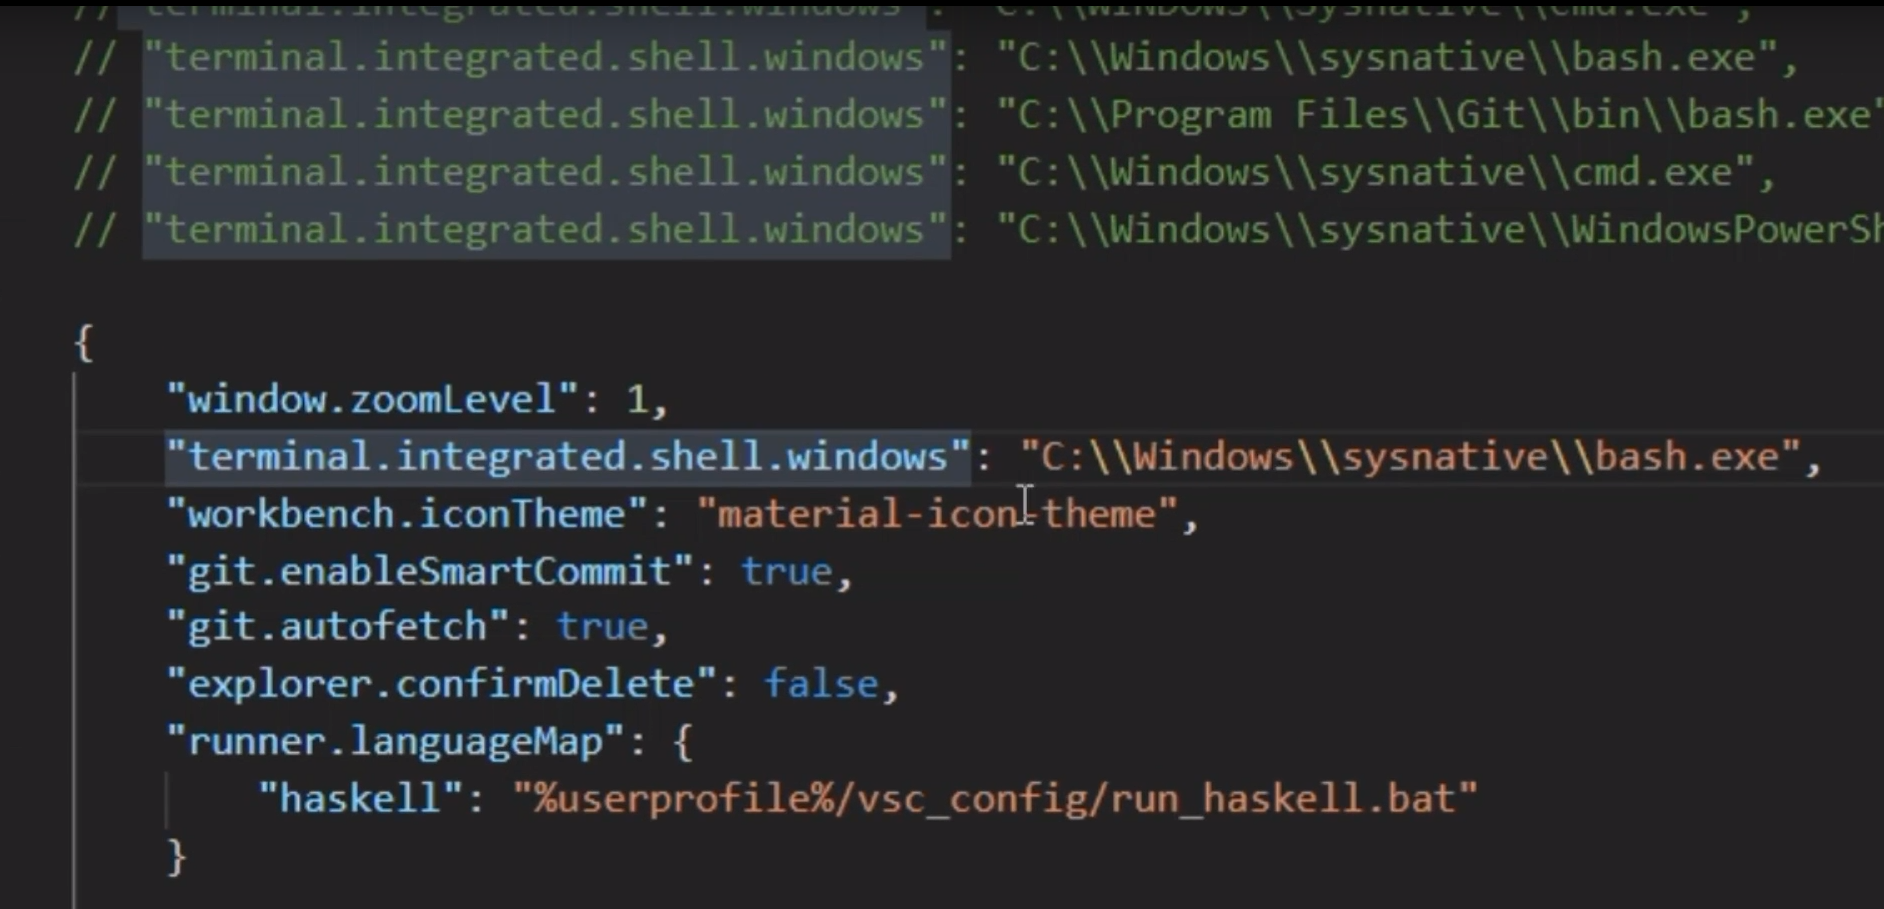 // "terminal.integrated.shell.windows": "C:\\WINDOWS\\Sysnative\\cmd.exe",
// "terminal.integrated.shell.windows": "C:\\Windows\\sysnative\\bash.exe",
// "terminal.integrated.shell.windows": "C:\\Program Files\\Git\\bin\\bash.exe"
// "terminal.integrated.shell.windows": "C:\\Windows\\sysnative\\cmd.exe",
// "terminal.integrated.shell.windows": "C:\\Windows\\sysnative\\WindowsPowerSh
{
"window.zoomLevel": 1,
"terminal.integrated.shell.windows": "C:\\Windows\\sysnative\\bash.exe",
"workbench.iconTheme": "material-icon-theme",
"git.enableSmartCommit": true,
"git.autofetch": true,
"explorer.confirmDelete": false,
"runner.languageMap": {
"haskell": "%userprofile%/vsc_config/run_haskell.bat"
}